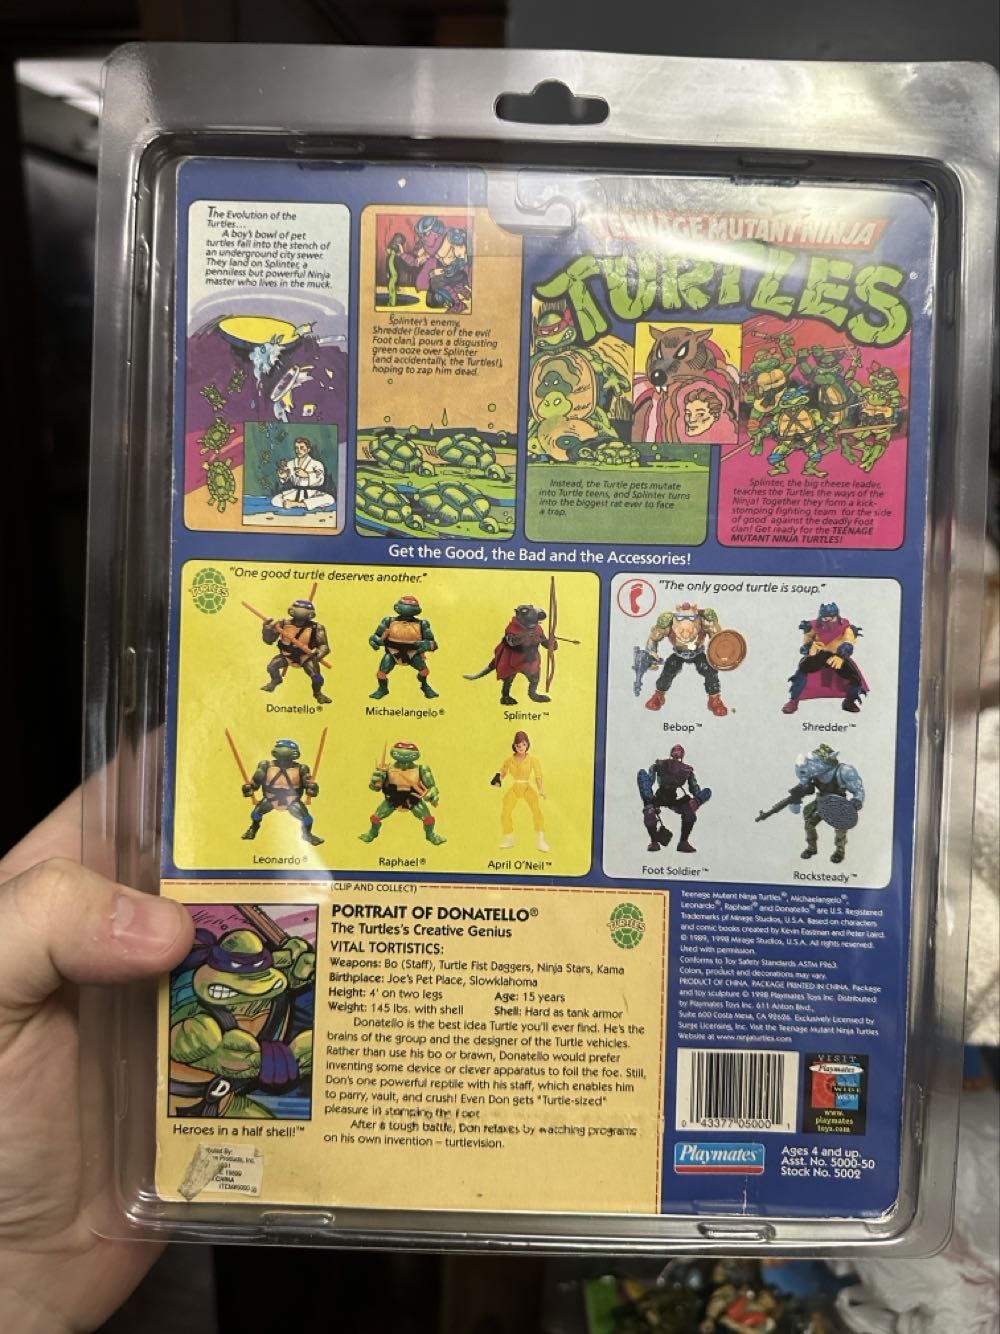 The Evolution of the
Turtles...
A boy's bowl of pet
turtles fall into the stench of
an underground city sewer.
They land on Splinter, a
penniless but powerful Ninja
master who lives in the muck.
Splinter's enemy,
Shredder (leader of the evil
Foot clan), pours a disgusting
green ooze over Splinter
(and accidentally, the Turtles!),
hoping to zap him dead.
TEENAGE MUTANT NINJA
TURTLES®
Instead, the Turtle pets mutate
into Turtle teens, and Splinter turns
into the biggest rat ever to face
a trap.
Splinter, the big cheese leader,
teaches the Turtles the ways of the
Ninja! Together they form a kick-
stomping fighting team for the side
of good against the deadly Foot
clan! Get ready for the TEENAGE
MUTANT NINJA TURTLES!
Get the Good, the Bad and the Accessories!
TURTLES
"One good turtle deserves another."
Donatello®
Michaelangelo®
Splinter™
Leonardo®
Raphael®
April O'Neil™
"The only good turtle is soup."
Bebop™
Shredder™
Foot Soldier™
Rocksteady™
(CLIP AND COLLECT)
PORTRAIT OF DONATELLO®
The Turtles's Creative Genius
TURTLES
VITAL TORTISTICS:
Weapons: Bo (Staff), Turtle Fist Daggers, Ninja Stars, Kama
Birthplace: Joe's Pet Place, Slowklahoma
Height: 4' on two legs Age: 15 years
Weight: 145 lbs. with shell Shell: Hard as tank armor
Donatello is the best idea Turtle you'll ever find. He's the
brains of the group and the designer of the Turtle vehicles.
Rather than use his bo or brawn, Donatello would prefer
inventing some device or clever apparatus to foil the foe. Still,
Don's one powerful reptile with his staff, which enables him
to parry, vault, and crush! Even Don gets "Turtle-sized"
pleasure in stomping the Foot.
After a tough battle, Don relaxes by watching programs
on his own invention – turtlevision.
D
Heroes in a half shell!™
Products, Inc.
CHINA
Teenage Mutant Ninja Turtles®, Michaelangelo®,
Leonardo®, Raphael® and Donatello® are U.S. Registered
Trademarks of Mirage Studios, U.S.A. Based on characters
and comic books created by Kevin Eastman and Peter Laird.
© 1989, 1998 Mirage Studios, U.S.A. All rights reserved.
Used with permission.
Conforms to Toy Safety Standards ASTM F963.
Colors, product and decorations may vary.
PRODUCT OF CHINA. PACKAGE PRINTED IN CHINA. Package
and toy sculpture © 1998 Playmates Toys Inc. Distributed
by Playmates Toys Inc. 611 Anton Blvd.,
Suite 600 Costa Mesa, CA 92626. Exclusively Licensed by
Surge Licensing, Inc. Visit the Teenage Mutant Ninja Turtles
Website at www.ninjaturtles.com
0 43377 05000 1
VISIT
Playmates
WIDE
WEB!
www.
playmates
toys.com
Playmates®
Ages 4 and up.
Asst. No. 5000-50
Stock No. 5002